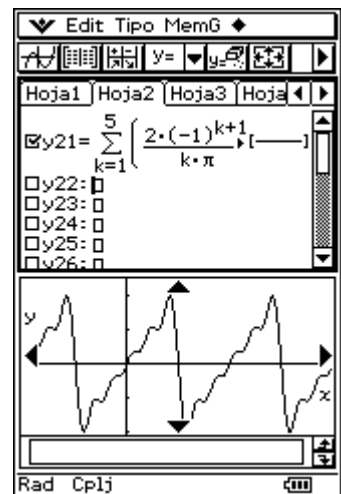 Edit Tipo MemG ◆
y=
Hoja1 Hoja2 Hoja3 Hoja
y21= 5 Σ k=1 ( 2·(-1)^k+1 / k·π [—]
y22:
y23:
y24:
y25:
y26:
y
x
Rad Cplj